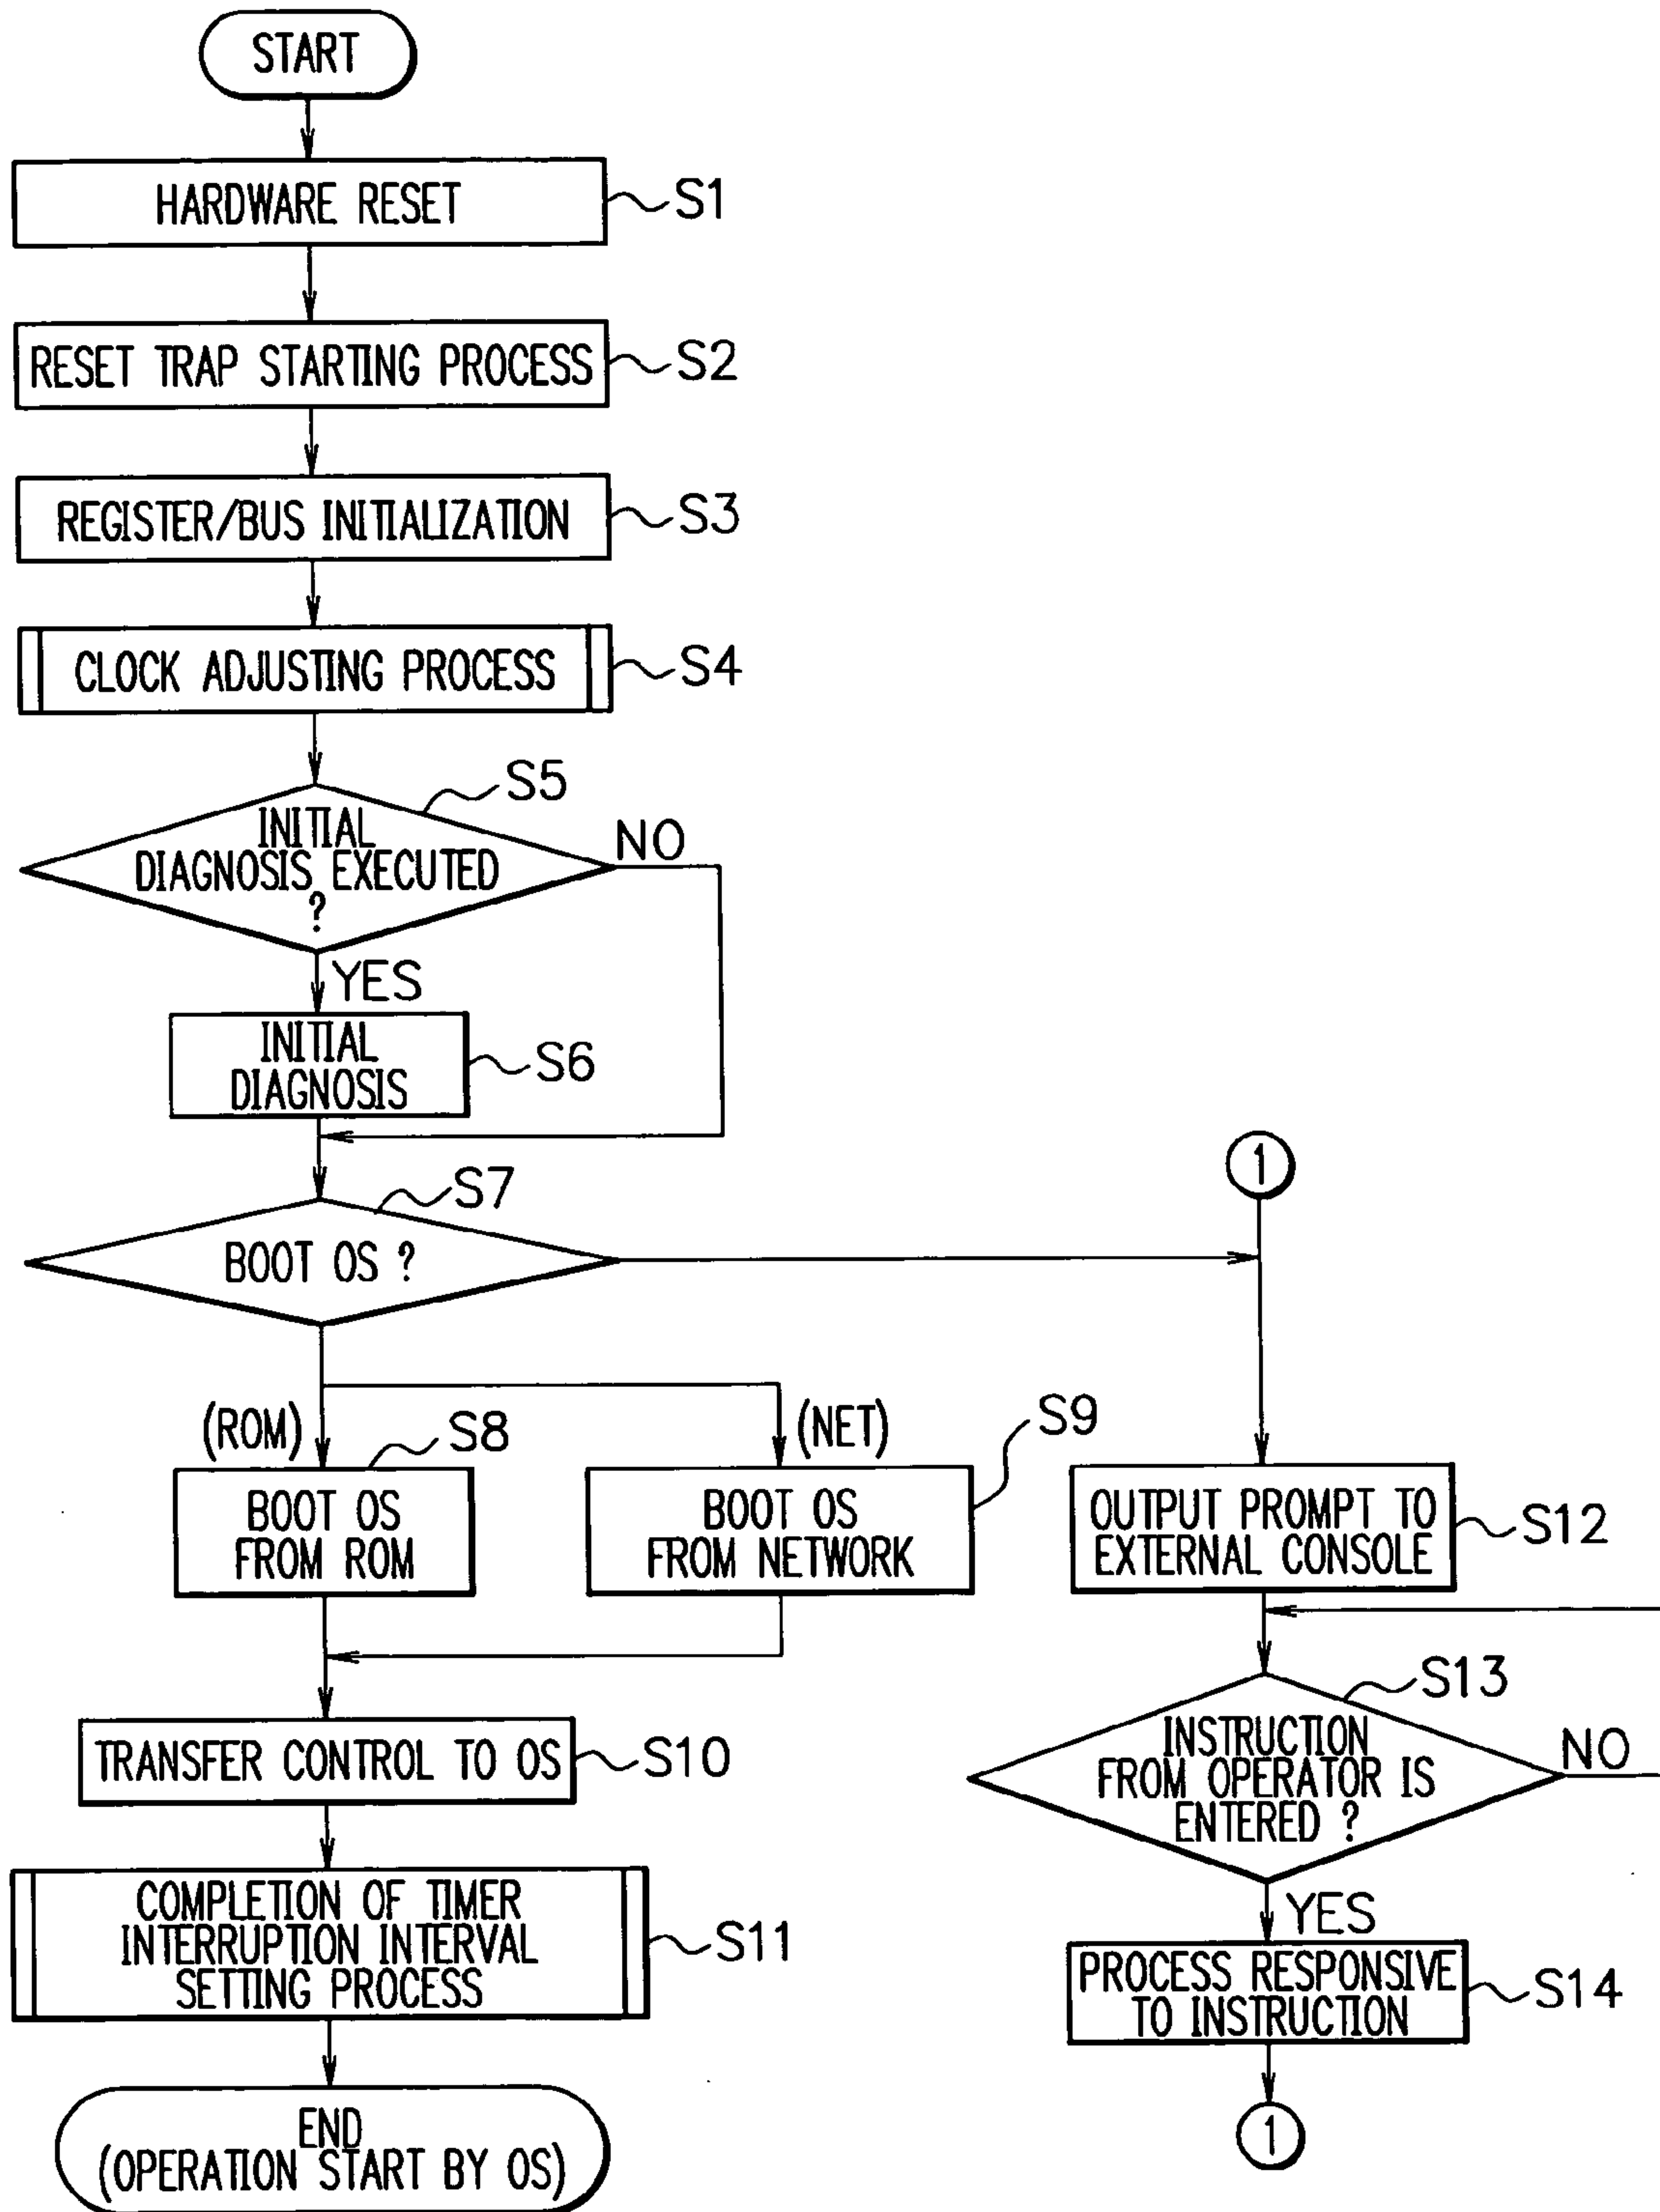 START
HARDWARE RESET
S1
RESET TRAP STARTING PROCESS
S2
REGISTER/BUS INITIALIZATION
S3
CLOCK ADJUSTING PROCESS
S4
S5
INITIAL
DIAGNOSIS EXECUTED
?
NO
YES
INITIAL
DIAGNOSIS
S6
S7
BOOT OS ?
(ROM)
S8
BOOT OS
FROM ROM
(NET)
S9
BOOT OS
FROM NETWORK
TRANSFER CONTROL TO OS
S10
COMPLETION OF TIMER
INTERRUPTION INTERVAL
SETTING PROCESS
S11
END
(OPERATION START BY OS)
1
OUTPUT PROMPT TO
EXTERNAL CONSOLE
S12
S13
INSTRUCTION
FROM OPERATOR IS
ENTERED ?
NO
YES
PROCESS RESPONSIVE
TO INSTRUCTION
S14
1